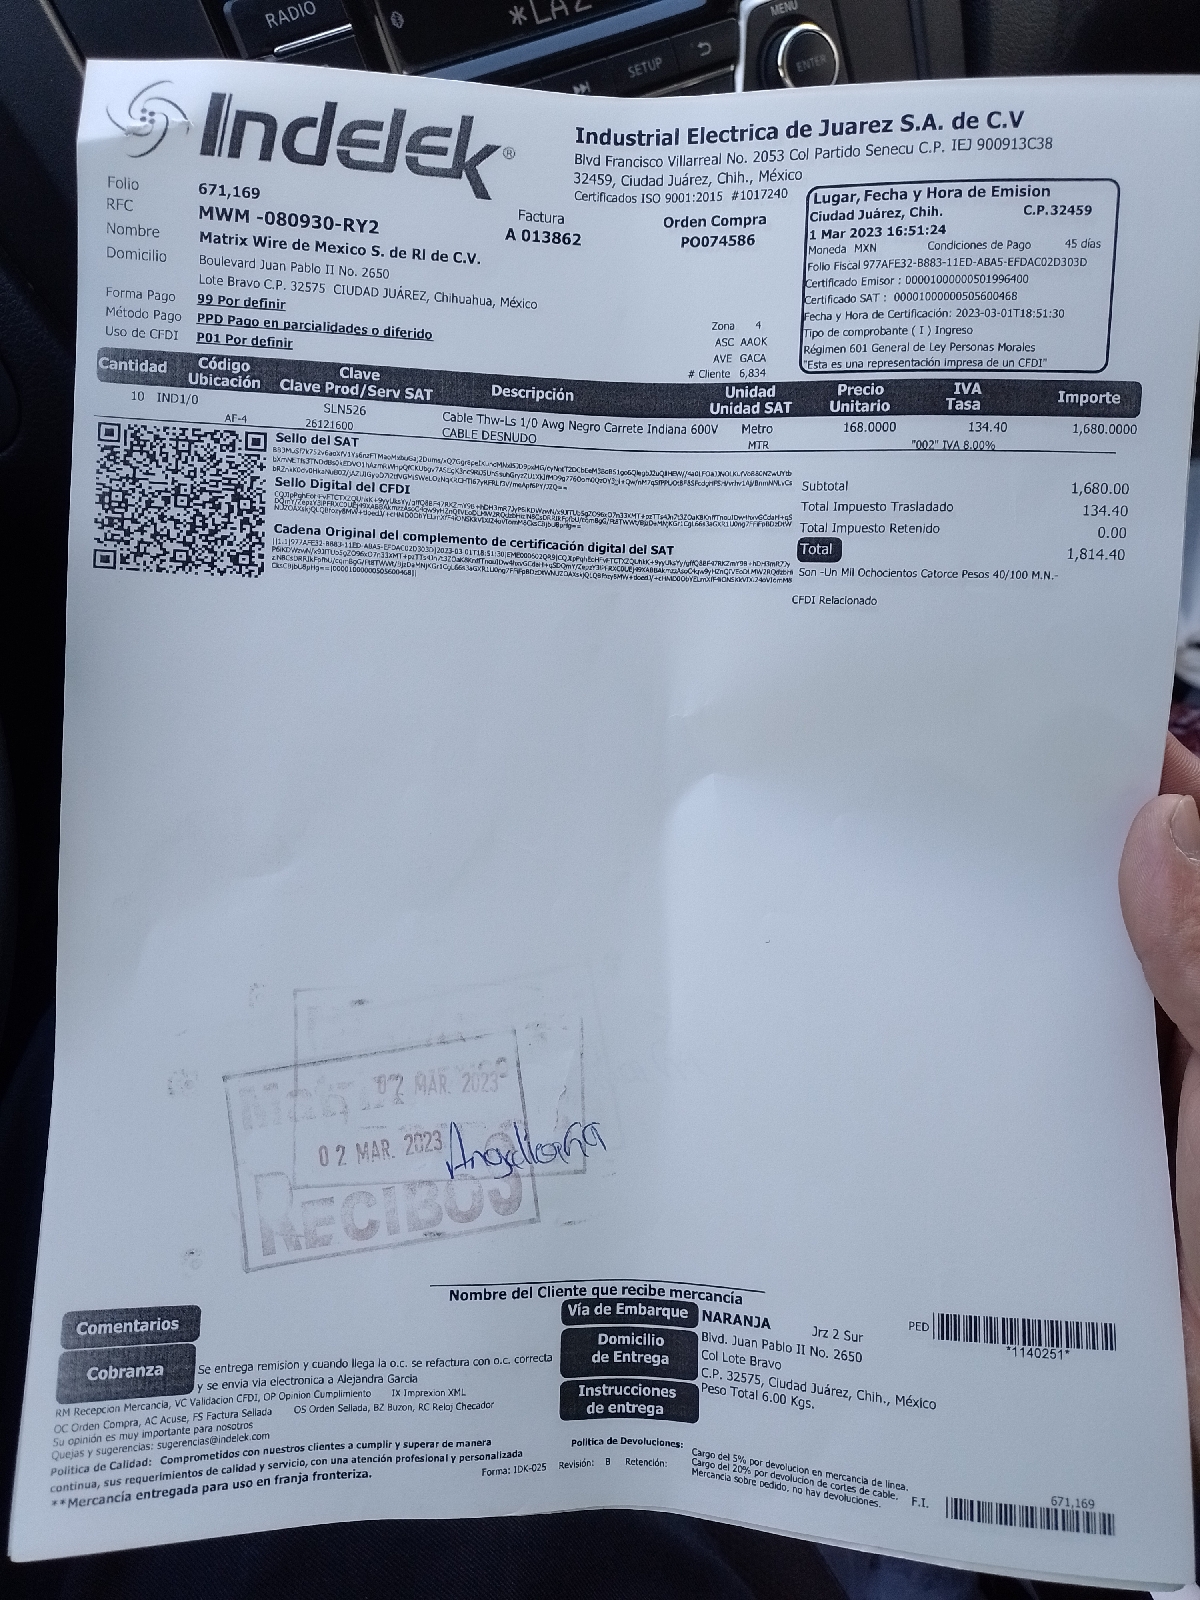 RADIO
*LAZ
MENU
SETUP
ENTER
Indelek®
Industrial Electrica de Juarez S.A. de C.V
Blvd Francisco Villarreal No. 2053 Col Partido Senecu C.P. IEJ 900913C38
32459, Ciudad Juárez, Chih., México
Certificados ISO 9001:2015 #1017240
Folio 671,169
RFC MWM -080930-RY2
Nombre Matrix Wire de Mexico S. de Rl de C.V.
Domicilio Boulevard Juan Pablo II No. 2650
Lote Bravo C.P. 32575 CIUDAD JUÁREZ, Chihuahua, México
Forma Pago 99 Por definir
Método Pago PPD Pago en parcialidades o diferido
Uso de CFDI P01 Por definir
Factura
A 013862
Orden Compra
PO074586
Zona 4
ASC AAOK
AVE GACA
# Cliente 6,834
Lugar, Fecha y Hora de Emision
Ciudad Juárez, Chih. C.P.32459
1 Mar 2023 16:51:24
Moneda MXN Condiciones de Pago 45 días
Folio Fiscal 977AFE32-B883-11ED-ABA5-EFDAC02D303D
Certificado Emisor : 00001000000501996400
Certificado SAT : 00001000000505600468
Fecha y Hora de Certificación: 2023-03-01T18:51:30
Tipo de comprobante ( I ) Ingreso
Régimen 601 General de Ley Personas Morales
"Esta es una representación impresa de un CFDI"
Cantidad Código Ubicación Clave Clave Prod/Serv SAT Descripción Unidad Unidad SAT Precio Unitario IVA Tasa Importe
10 IND1/0 SLN526 Cable Thw-Ls 1/0 Awg Negro Carrete Indiana 600V Metro 168.0000 134.40 1,680.0000
AF-4 26121600 CABLE DESNUDO MTR "002" IVA 8.00%
Sello del SAT
Sello Digital del CFDI
Cadena Original del complemento de certificación digital del SAT
Subtotal 1,680.00
Total Impuesto Trasladado 134.40
Total Impuesto Retenido 0.00
Total 1,814.40
Son -Un Mil Ochocientos Catorce Pesos 40/100 M.N.-
CFDI Relacionado
02 MAR. 2023
02 MAR. 2023
RECIBOS
Nombre del Cliente que recibe mercancía
Comentarios
Cobranza
Se entrega remision y cuando llega la o.c. se refactura con o.c. correcta
y se envia via electronica a Alejandra Garcia
RM Recepcion Mercancia, VC Validacion CFDI, OP Opinion Cumplimiento IX Imprexion XML
OC Orden Compra, AC Acuse, FS Factura Sellada OS Orden Sellada, BZ Buzon, RC Reloj Checador
Su opinión es muy importante para nosotros
Quejas y sugerencias: sugerencias@indelek.com
Política de Calidad: Comprometidos con nuestros clientes a cumplir y superar de manera
continua, sus requerimientos de calidad y servicio, con una atención profesional y personalizada
**Mercancía entregada para uso en franja fronteriza.
Forma: IDK-025 Revisión: B Retención:
Vía de Embarque NARANJA Jrz 2 Sur
Domicilio de Entrega
Blvd. Juan Pablo II No. 2650
Col Lote Bravo
C.P. 32575, Ciudad Juárez, Chih., México
Instrucciones de entrega
Peso Total 6.00 Kgs.
PED
*1140251*
Política de Devoluciones:
Cargo del 5% por devolucion en mercancia de linea.
Cargo del 20% por devolucion de cortes de cable.
Mercancia sobre pedido, no hay devoluciones.
F.I.
671,169